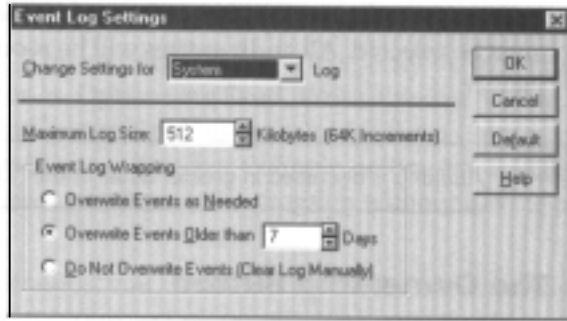 Event Log Settings
Change Settings for System Log
OK
Cancel
Maximum Log Size: 512 Kilobytes (64K Increments)
Default
Event Log Wrapping
Help
Overwrite Events as Needed
Overwrite Events Older than 7 Days
Do Not Overwrite Events (Clear Log Manually)